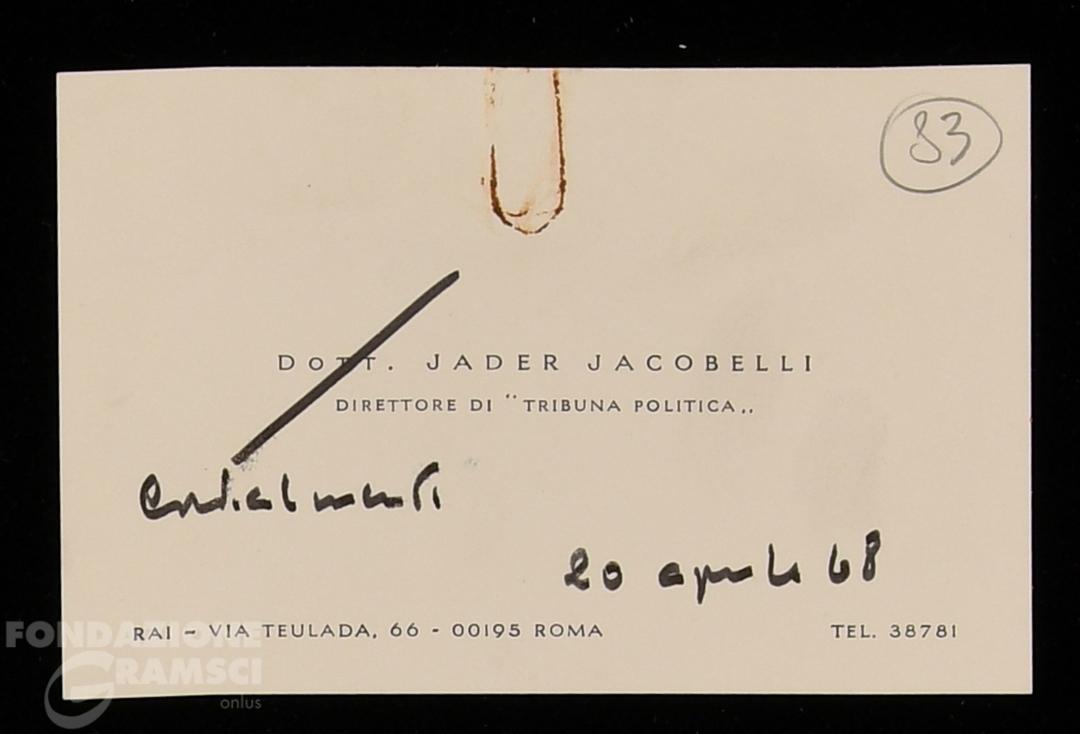 83
DOTT. JADER JACOBELLI
DIRETTORE DI "TRIBUNA POLITICA"
Cordialmente
20 aprile 68
RAI - VIA TEULADA, 66 - 00195 ROMA
TEL. 38781
FONDAZIONE
GRAMSCI
onlus